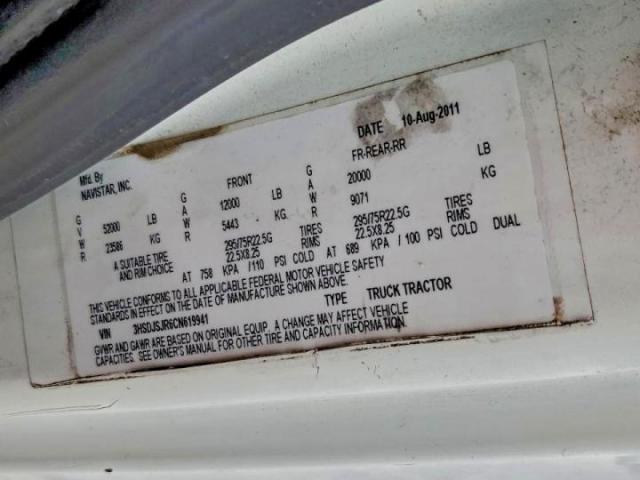 DATE 10-Aug-2011
Mfd. By
NAVISTAR, INC.
G FRONT G FR-REAR-RR
G 52000 LB A 12000 LB A 20000 LB
V
W 23586 KG W 5443 KG W 9071 KG
R R R
A SUITABLE TIRE 295/75R22.5G TIRES 295/75R22.5G TIRES
AND RIM CHOICE 22.5X8.25 RIMS 22.5X8.25 RIMS
AT 758 KPA /110 PSI COLD AT 689 KPA /100 PSI COLD DUAL
THIS VEHICLE CONFORMS TO ALL APPLICABLE FEDERAL MOTOR VEHICLE SAFETY
STANDARDS IN EFFECT ON THE DATE OF MANUFACTURE SHOWN ABOVE.
VIN 3HSDJSJR6CN619941 TYPE TRUCK TRACTOR
GVWR AND GAWR ARE BASED ON ORIGINAL EQUIP. A CHANGE MAY AFFECT VEHICLE
CAPACITIES. SEE OWNER'S MANUAL FOR OTHER TIRE AND CAPACITY INFORMATION.